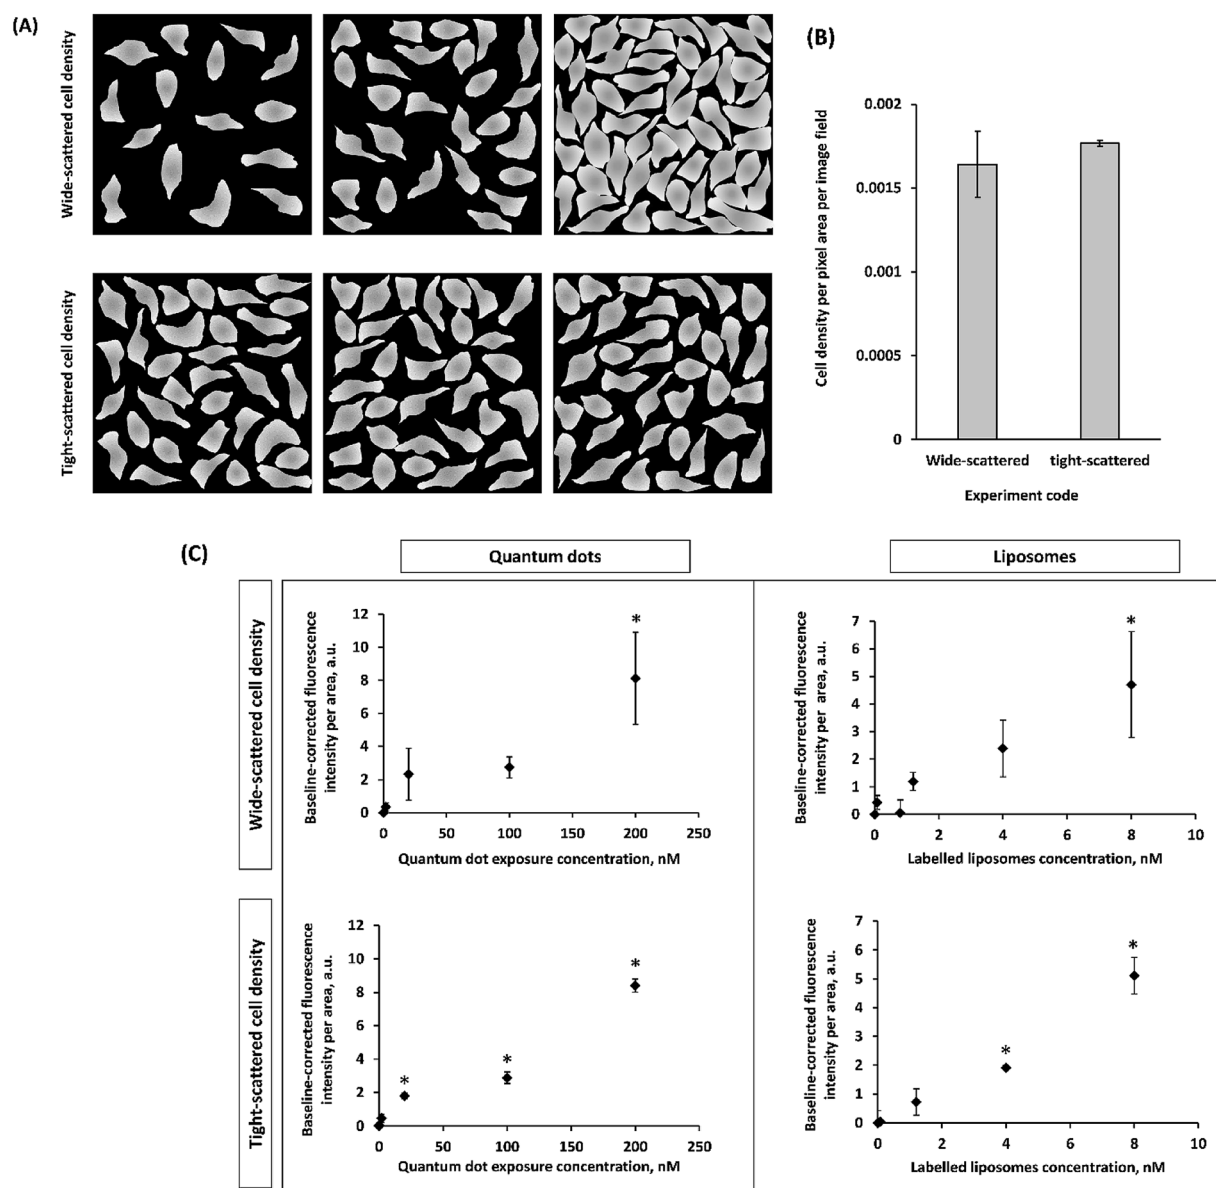 (A)
Wide-scattered cell density
Tight-scattered cell density
(B)
Cell density per pixel area per image field
0.002
0.0015
0.001
0.0005
0
Wide-scattered
tight-scattered
Experiment code
(C)
Quantum dots
Liposomes
Wide-scattered cell density
Baseline-corrected fluorescence
intensity per area, a.u.
12
10
8
6
4
2
0
*
0
50
100
150
200
250
Quantum dot exposure concentration, nM
Baseline-corrected fluorescence
intensity per area, a.u.
7
6
5
4
3
2
1
0
*
0
2
4
6
8
10
Labelled liposomes concentration, nM
Tight-scattered cell density
Baseline-corrected fluorescence
intensity per area, a.u.
12
10
8
6
4
2
0
*
*
*
0
50
100
150
200
250
Quantum dot exposure concentration, nM
Baseline-corrected fluorescence
intensity per area, a.u.
7
6
5
4
3
2
1
0
*
*
0
2
4
6
8
10
Labelled liposomes concentration, nM